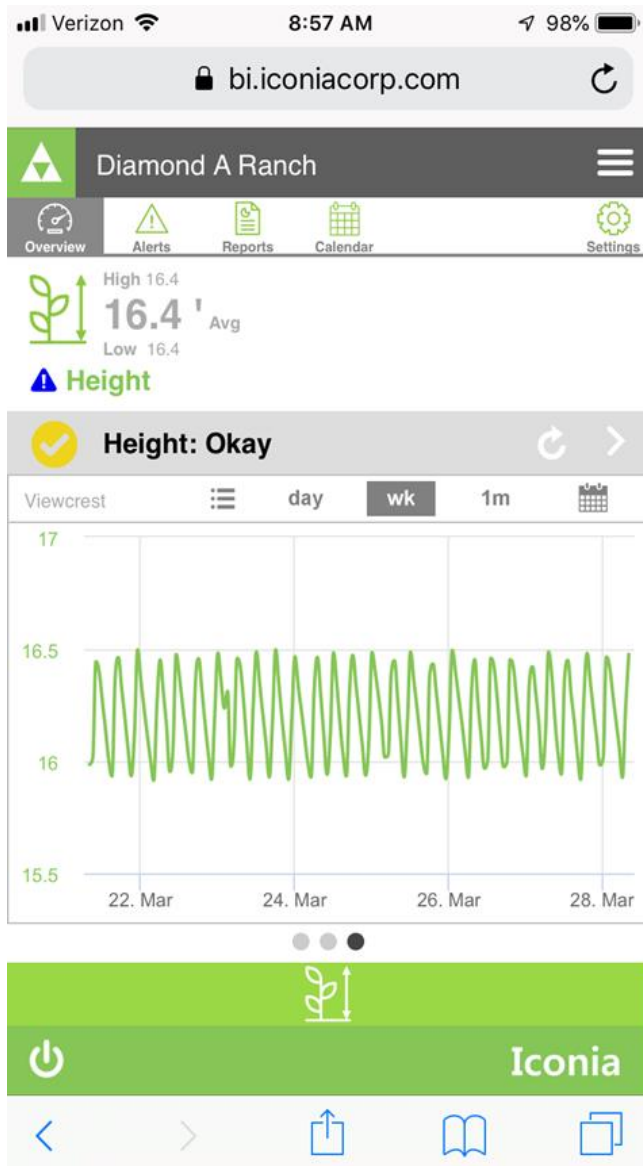 Verizon 8:57 AM 98%
bi.iconiacorp.com
Diamond A Ranch
Overview Alerts Reports Calendar Settings
High 16.4
16.4 ' Avg
Low 16.4
Height
Height: Okay
Viewcrest day wk 1m
17
16.5
16
15.5
22. Mar 24. Mar 26. Mar 28. Mar
Iconia